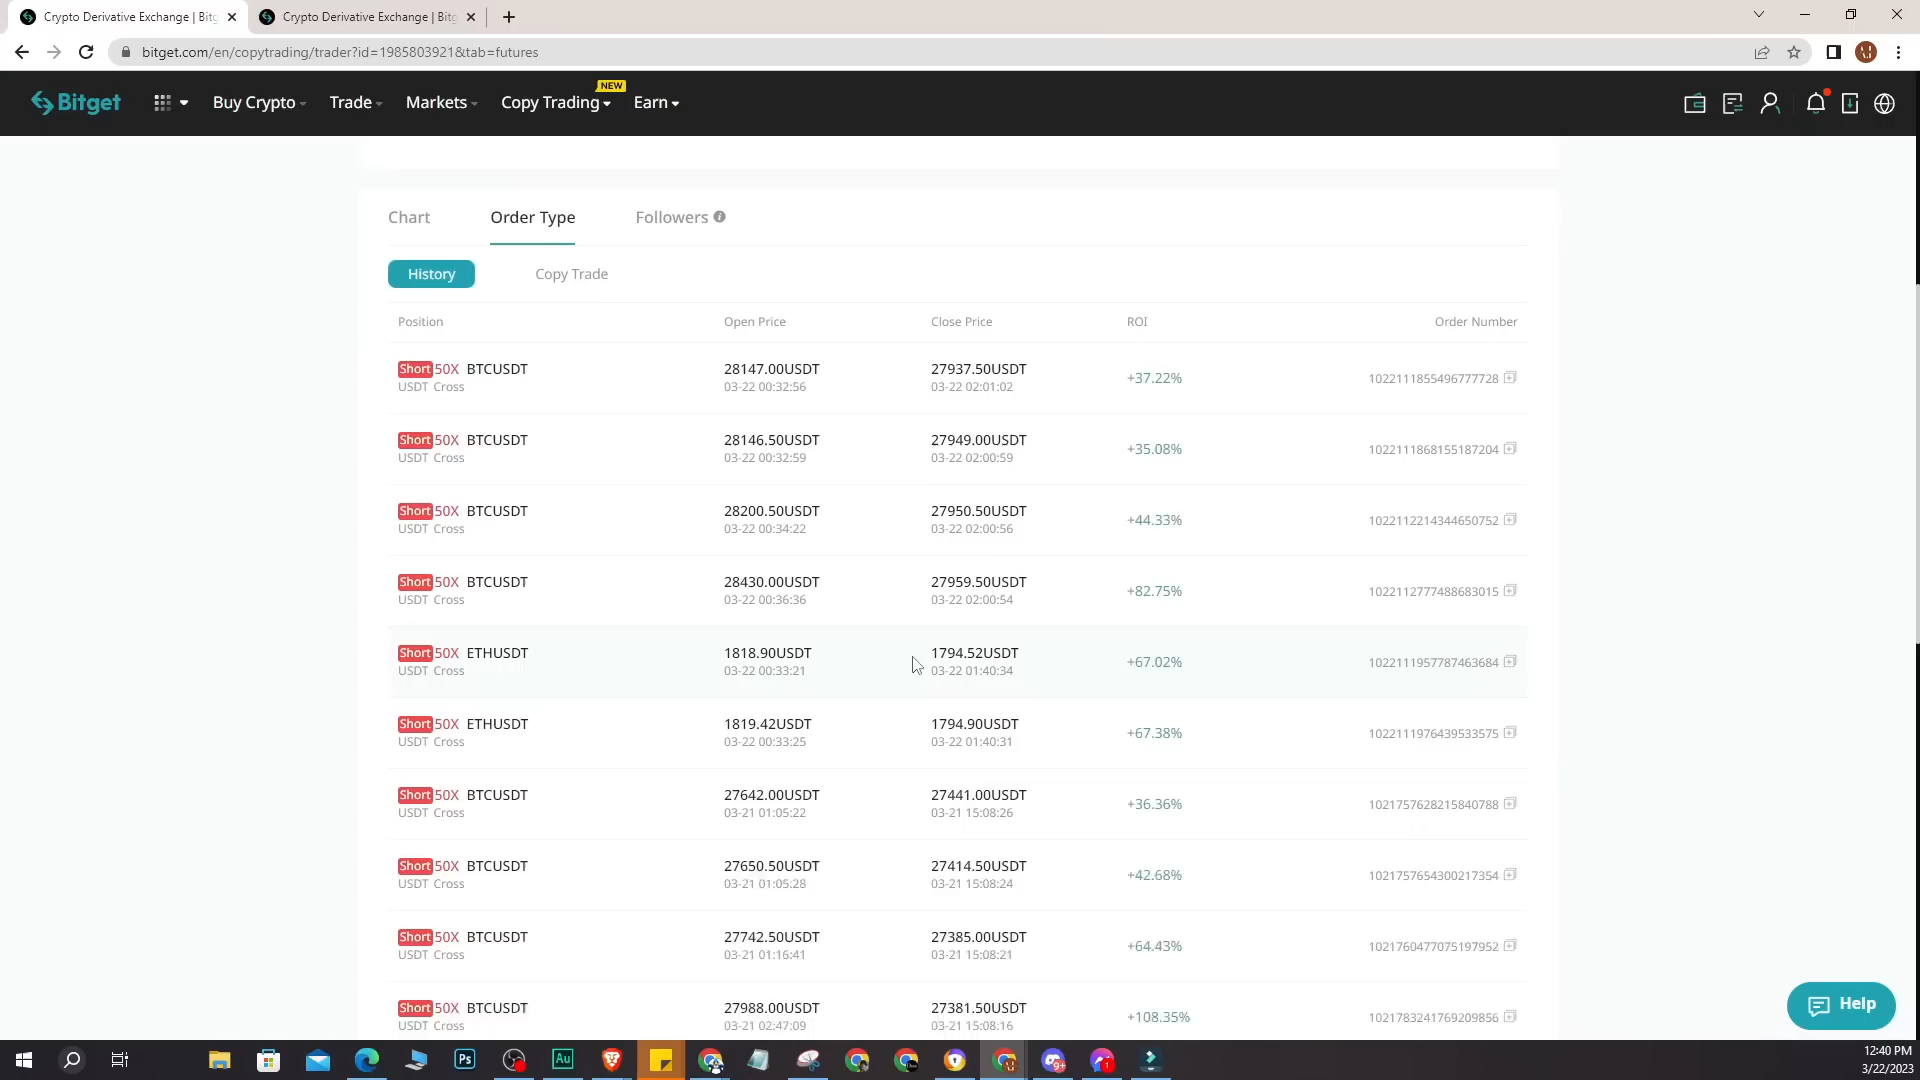 Crypto Derivative Exchange | Bitg
Crypto Derivative Exchange | Bitg
bitget.com/en/copytrading/trader?id=1985803921&tab=futures
Bitget
Buy Crypto
Trade
Markets
Copy Trading
NEW
Earn
Chart
Order Type
Followers
History
Copy Trade
Position Open Price Close Price ROI Order Number
Short 50X BTCUSDT 28147.00USDT 27937.50USDT +37.22% 1022111855496777728
USDT Cross 03-22 00:32:56 03-22 02:01:02
Short 50X BTCUSDT 28146.50USDT 27949.00USDT +35.08% 1022111868155187204
USDT Cross 03-22 00:32:59 03-22 02:00:59
Short 50X BTCUSDT 28200.50USDT 27950.50USDT +44.33% 1022112214344650752
USDT Cross 03-22 00:34:22 03-22 02:00:56
Short 50X BTCUSDT 28430.00USDT 27959.50USDT +82.75% 1022112777488683015
USDT Cross 03-22 00:36:36 03-22 02:00:54
Short 50X ETHUSDT 1818.90USDT 1794.52USDT +67.02% 1022111957787463684
USDT Cross 03-22 00:33:21 03-22 01:40:34
Short 50X ETHUSDT 1819.42USDT 1794.90USDT +67.38% 1022111976439533575
USDT Cross 03-22 00:33:25 03-22 01:40:31
Short 50X BTCUSDT 27642.00USDT 27441.00USDT +36.36% 1021757628215840788
USDT Cross 03-21 01:05:22 03-21 15:08:26
Short 50X BTCUSDT 27650.50USDT 27414.50USDT +42.68% 1021757654300217354
USDT Cross 03-21 01:05:28 03-21 15:08:24
Short 50X BTCUSDT 27742.50USDT 27385.00USDT +64.43% 1021760477075197952
USDT Cross 03-21 01:16:41 03-21 15:08:21
Short 50X BTCUSDT 27988.00USDT 27381.50USDT +108.35% 1021783241769209856
USDT Cross 03-21 02:47:09 03-21 15:08:16
Help
Ps
Au
9+
1
12:40 PM
3/22/2023